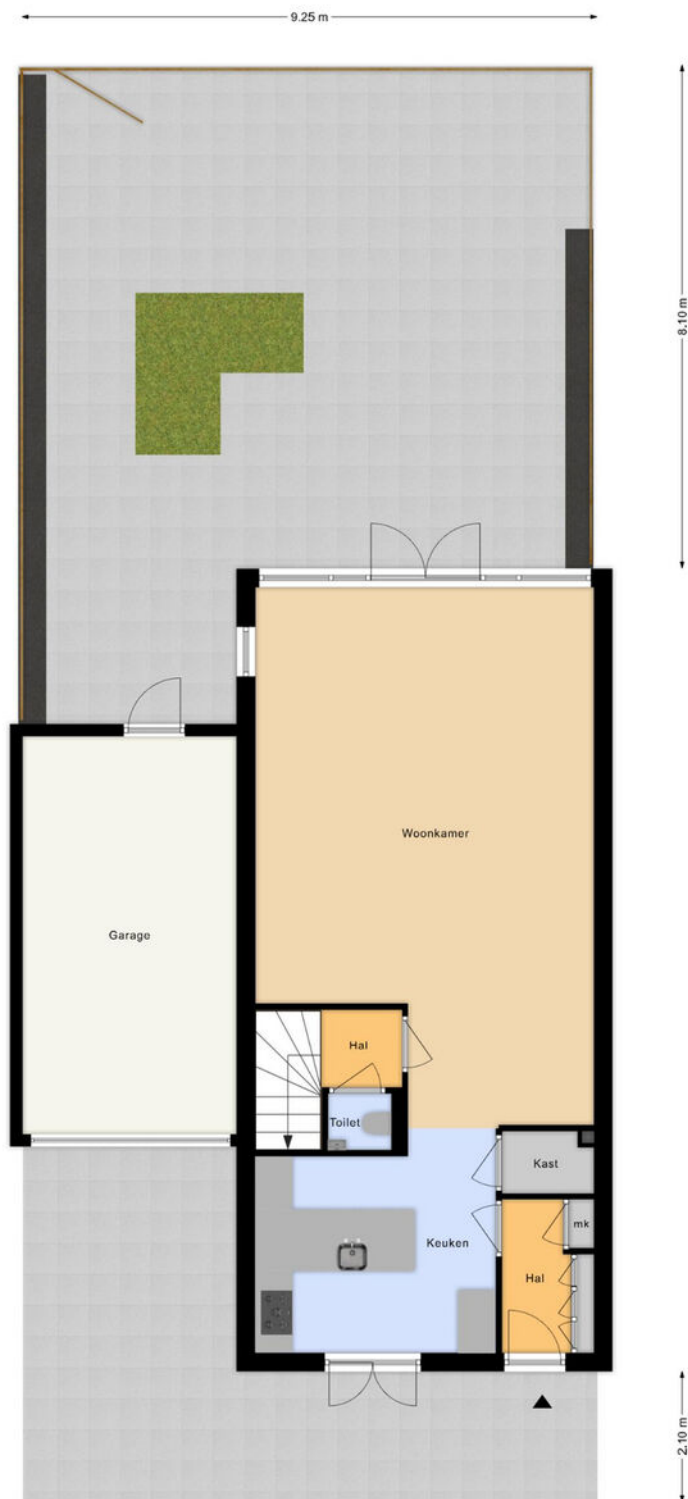 9.25 m
8.10 m
Woonkamer
Garage
Hal
Toilet
Kast
mk
Keuken
Hal
2.10 m